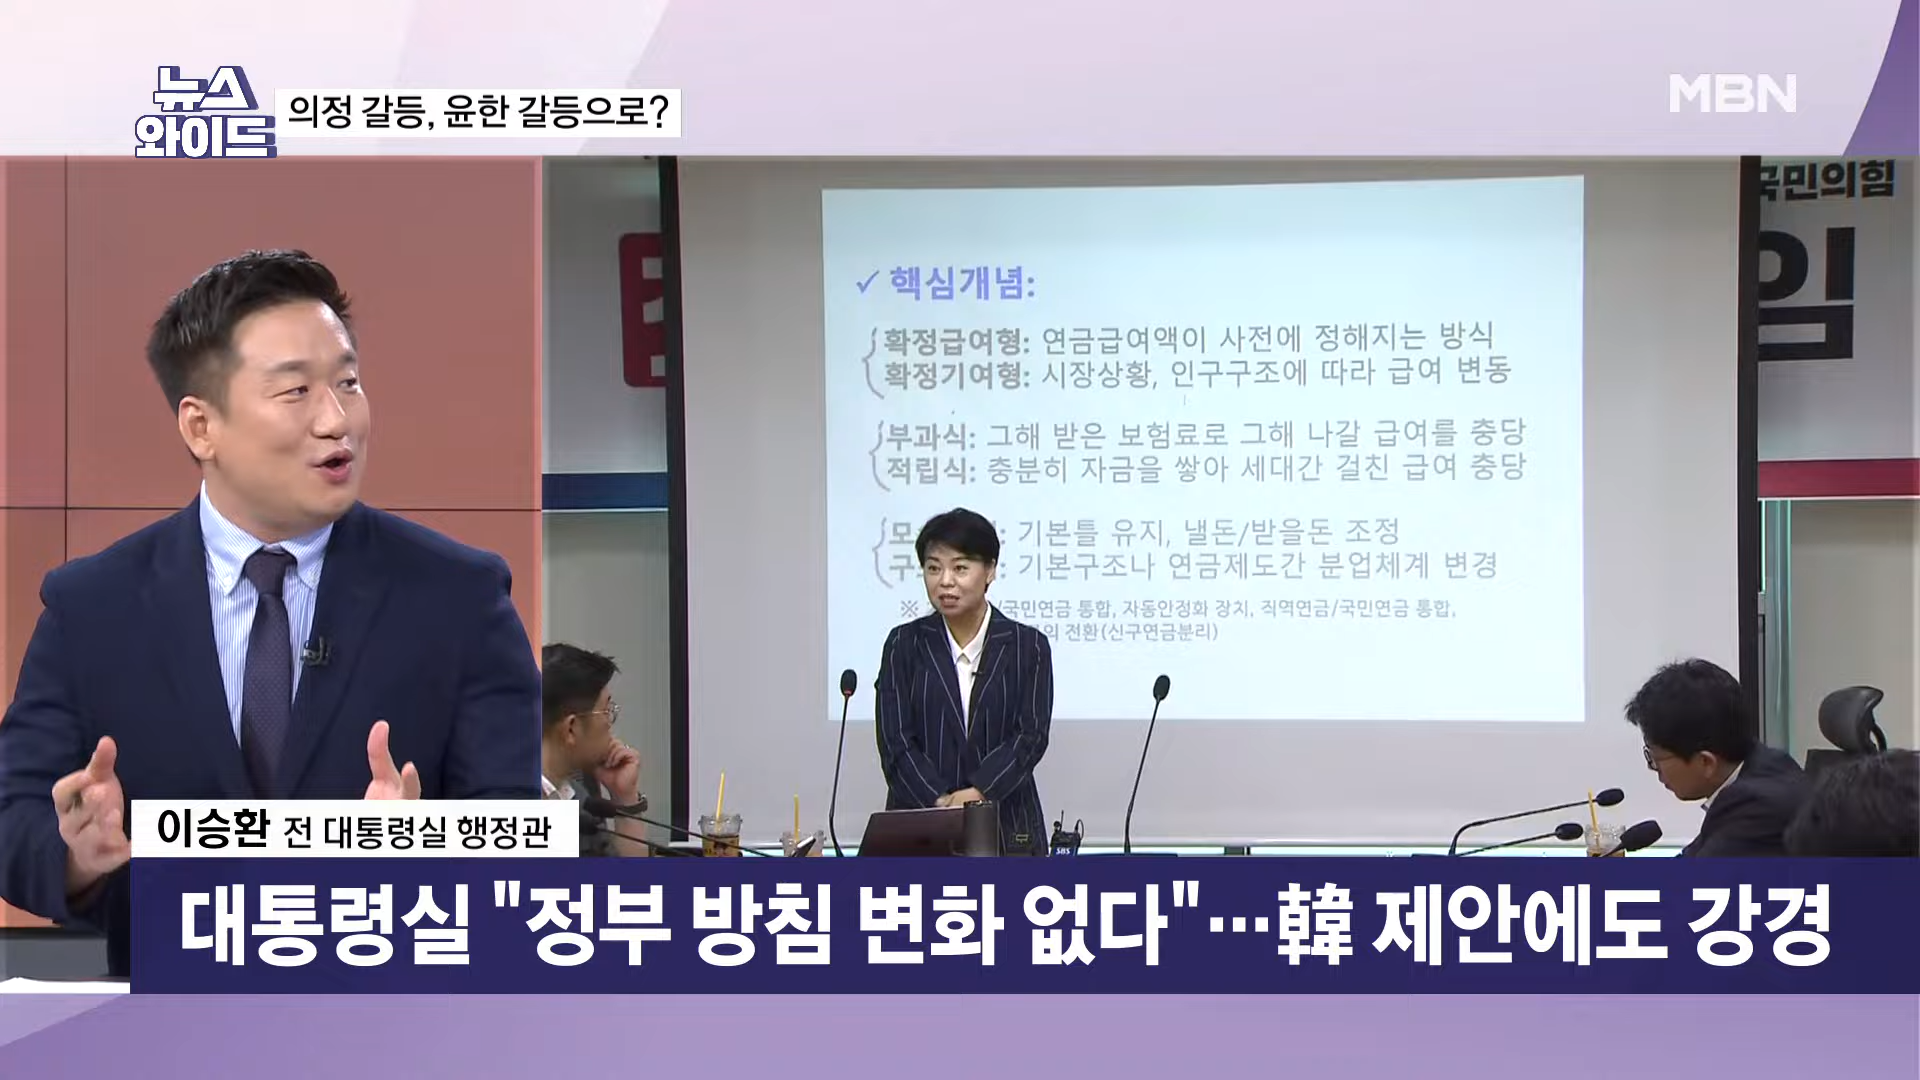 뉴스
와이드
의정 갈등, 윤한 갈등으로?
MBN
국민의힘
임
✓ 핵심개념:
확정급여형: 연금급여액이 사전에 정해지는 방식
확정기여형: 시장상황, 인구구조에 따라 급여 변동
부과식: 그해 받은 보험료로 그해 나갈 급여를 충당
적립식: 충분히 자금을 쌓아 세대간 걸친 급여 충당
모 : 기본틀 유지, 낼돈/받을돈 조정
구 : 기본구조나 연금제도간 분업체계 변경
※ /국민연금 통합, 자동안정화 장치, 직역연금/국민연금 통합,
전환(신구연금분리)
SBS
이승환 전 대통령실 행정관
대통령실 "정부 방침 변화 없다"…韓 제안에도 강경